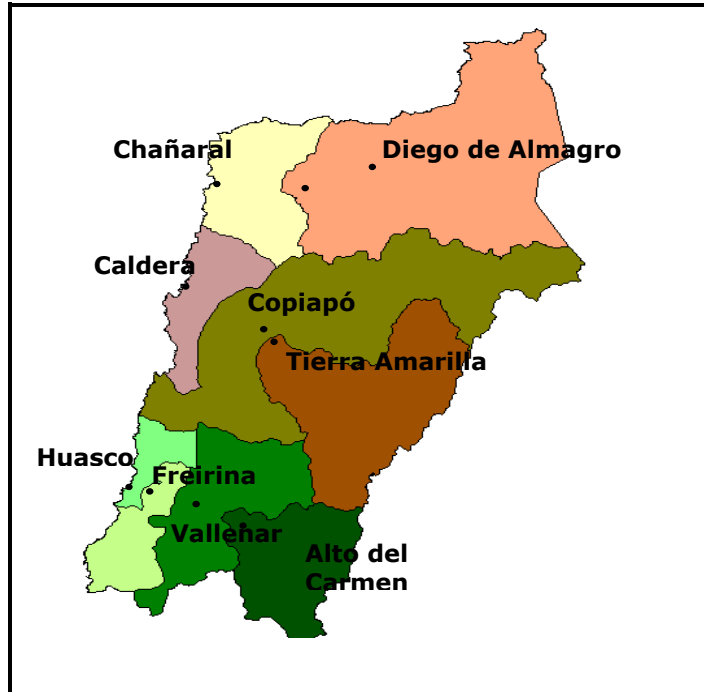 Chañaral
Diego de Almagro
Caldera
Copiapó
Tierra Amarilla
Huasco
Freirina
Vallenar
Alto del
Carmen